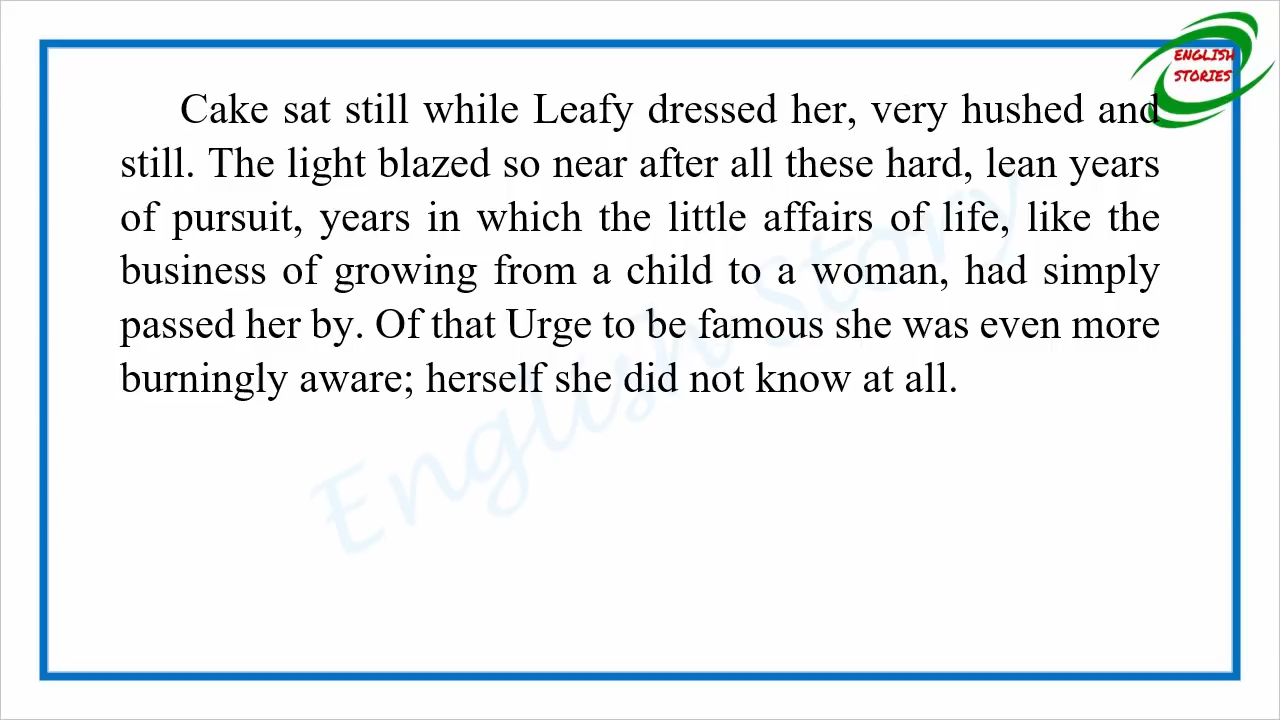 ENGLISH
STORIES
Cake sat still while Leafy dressed her, very hushed and
still. The light blazed so near after all these hard, lean years
of pursuit, years in which the little affairs of life, like the
business of growing from a child to a woman, had simply
passed her by. Of that Urge to be famous she was even more
burningly aware; herself she did not know at all.
English Story